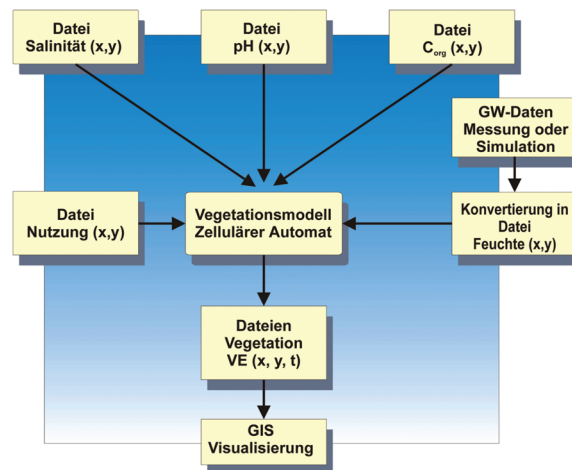 Datei
Salinität (x,y)
Datei
pH (x,y)
Datei
Corg (x,y)
GW-Daten
Messung oder
Simulation
Datei
Nutzung (x,y)
Vegetationsmodell
Zellulärer Automat
Konvertierung in
Datei
Feuchte (x,y)
Dateien
Vegetation
VE (x, y, t)
GIS
Visualisierung